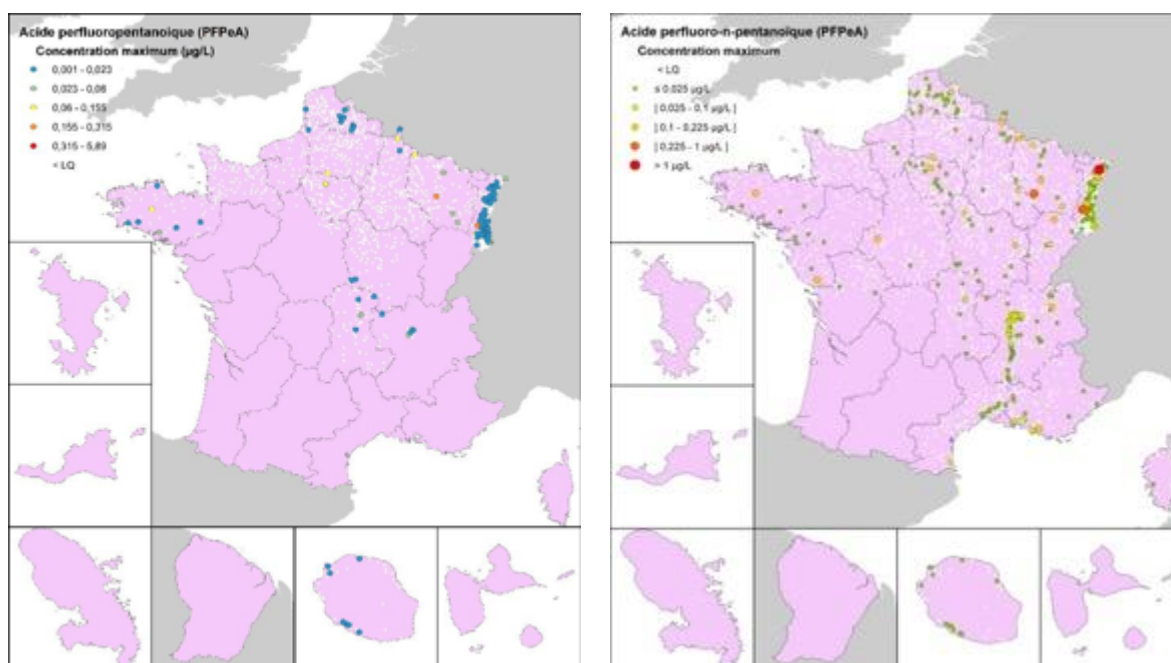 Acide perfluoropentanoïque (PFPeA)
Concentration maximum (µg/L)
0,001 - 0,023
0,023 - 0,06
0,06 - 0,155
0,155 - 0,315
0,315 - 5,89
< LQ
Acide perfluoro-n-pentanoïque (PFPeA)
Concentration maximum
< LQ
≤ 0.025 µg/L
] 0.025 - 0.1 µg/L ]
] 0.1 - 0.225 µg/L ]
] 0.225 - 1 µg/L ]
> 1 µg/L